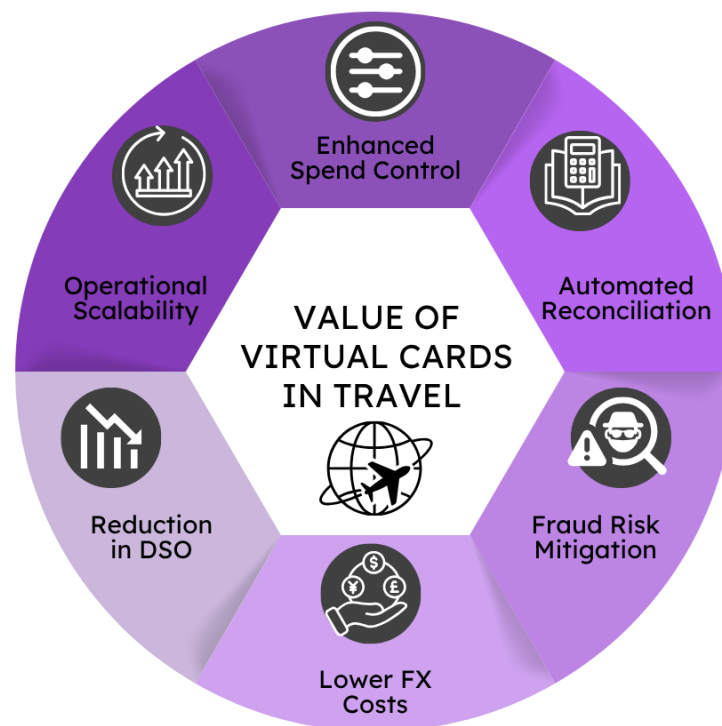 VALUE OF
VIRTUAL CARDS
IN TRAVEL
Enhanced
Spend Control
Automated
Reconciliation
Fraud Risk
Mitigation
$
¥
£
Lower FX
Costs
Reduction
in DSO
Operational
Scalability